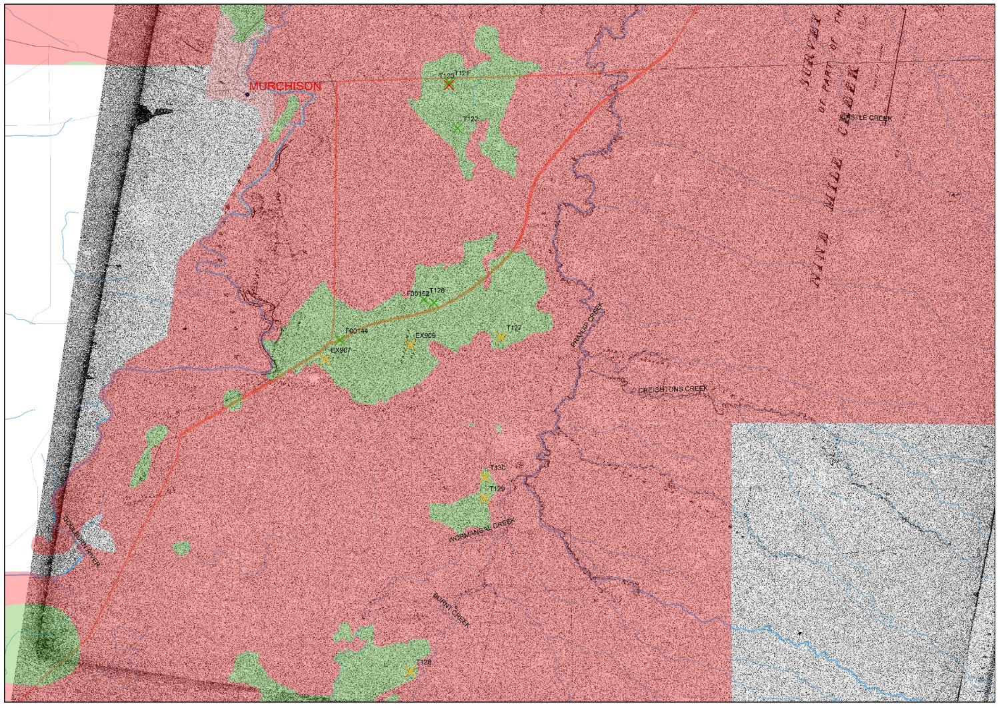 SURVEY
OF PART OF THE
NINE MILE CREEK
T120
T121
MURCHISON
T122
CASTLE CREEK
F00152
T126
PRANJIP CREEK
F00144
EX909
T127
EX907
CREIGHTONS CREEK
T130
T129
GOULBURN RIVER
WORMANGAL CREEK
BURNT CREEK
T128